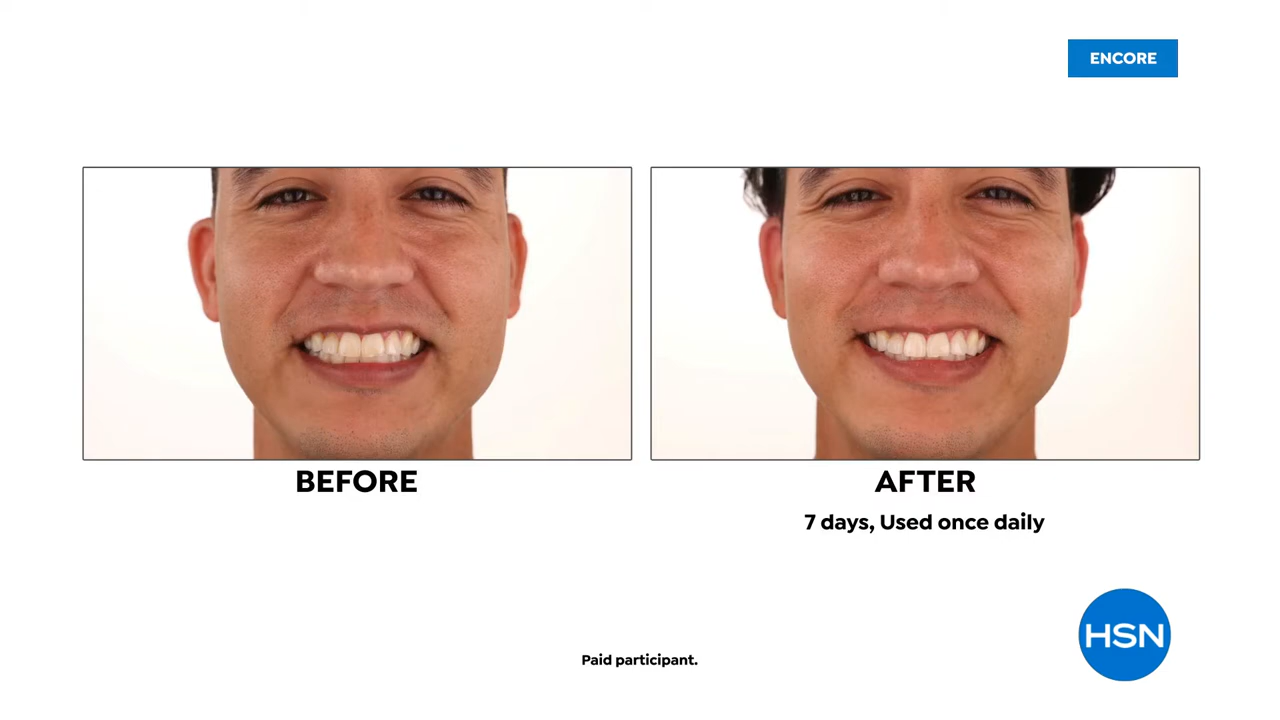 ENCORE
BEFORE
AFTER
7 days, Used once daily
Paid participant.
HSN